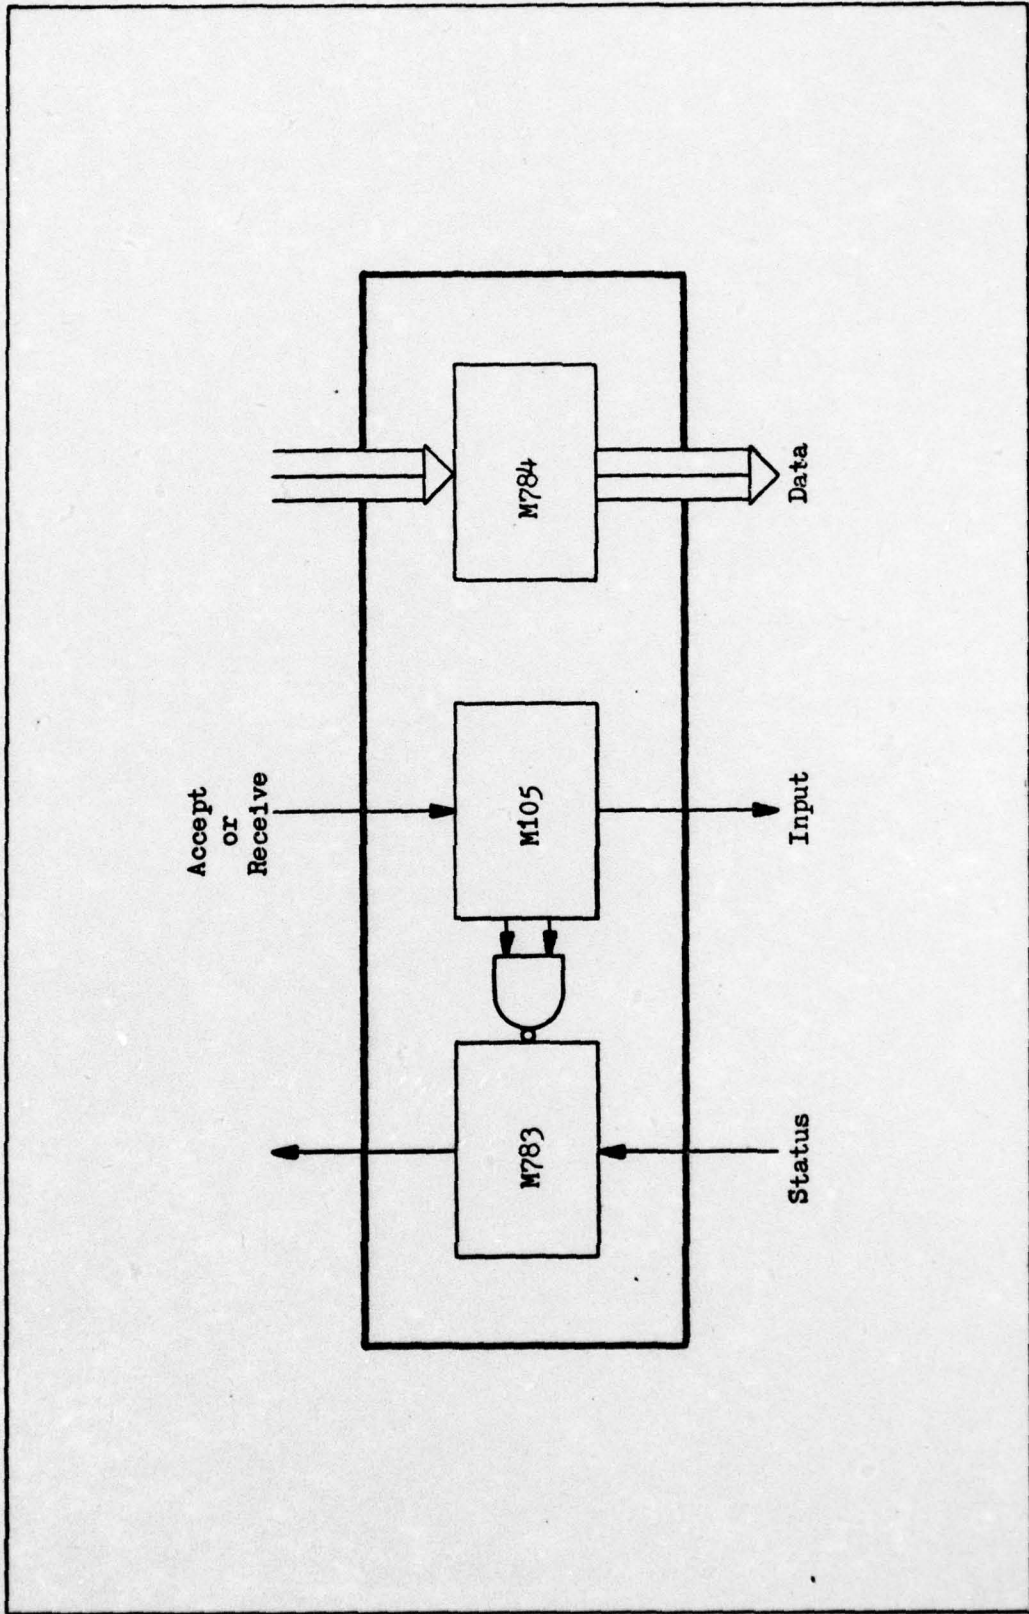 Accept
or
Receive
M783
M105
M784
Status
Input
Data